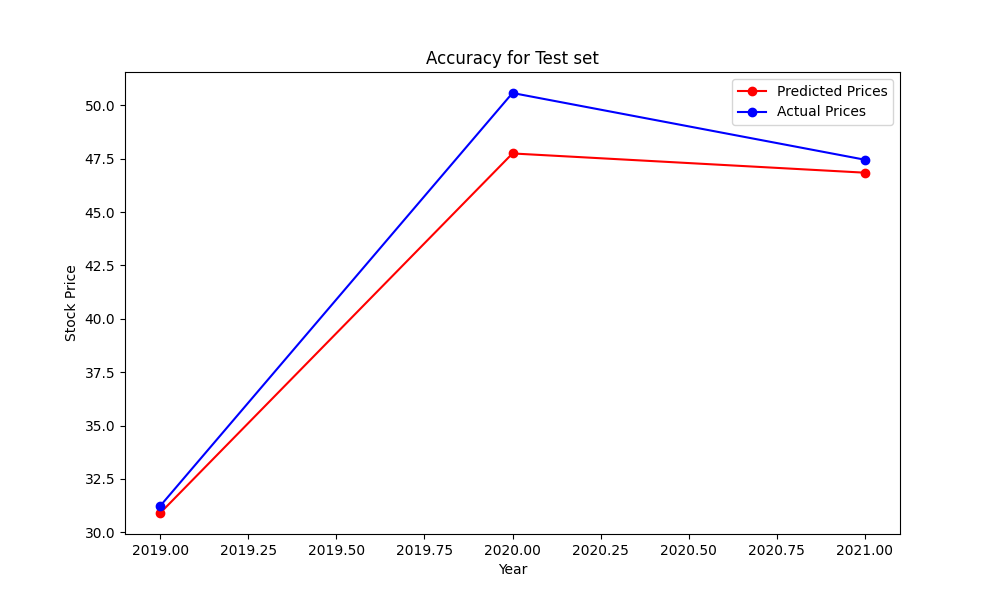 Accuracy for Test set
Predicted Prices
Actual Prices
50.0
47.5
45.0
42.5
40.0
37.5
35.0
32.5
30.0
Stock Price
2019.00 2019.25 2019.50 2019.75 2020.00 2020.25 2020.50 2020.75 2021.00
Year